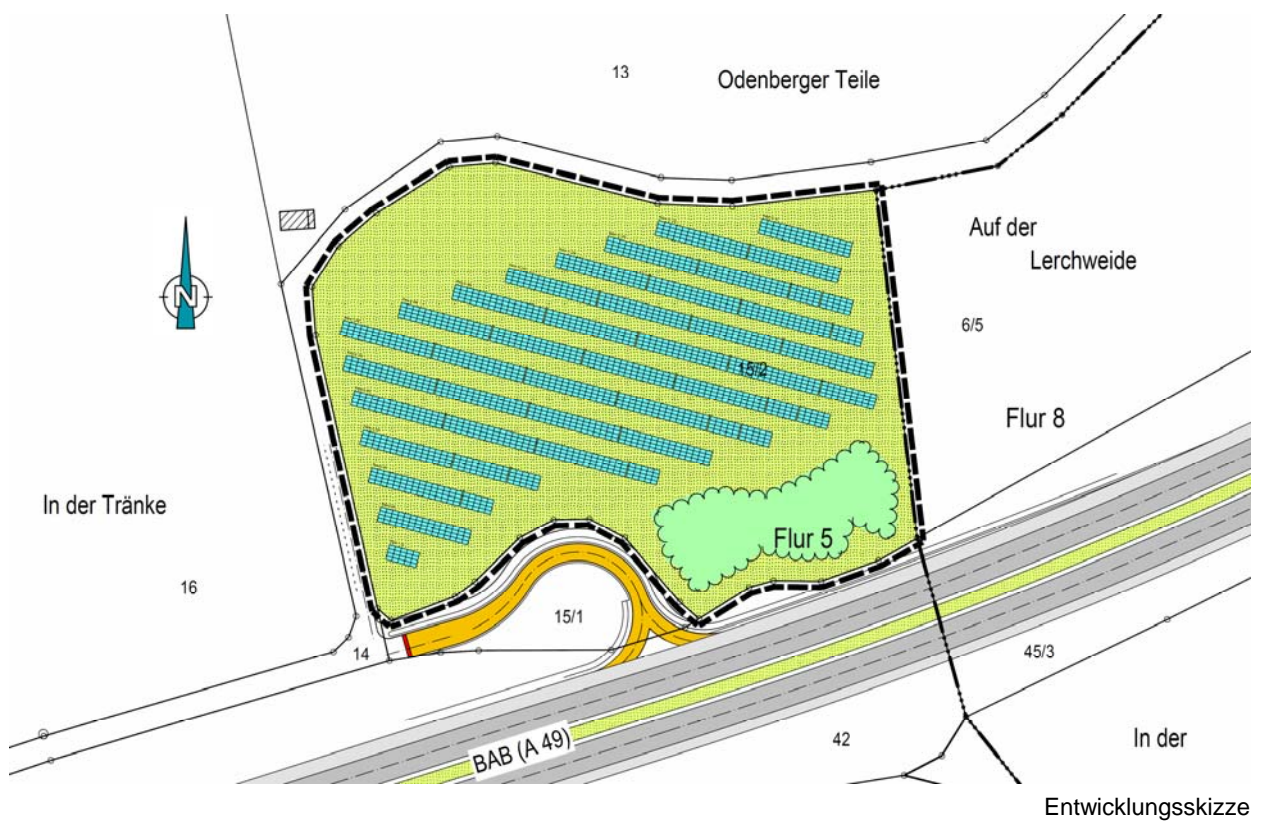 13
Odenberger Teile
Auf der
Lerchweide
N
6/5
15/2
Flur 8
In der Tränke
Flur 5
16
15/1
14
45/3
BAB (A 49)
42
In der
Entwicklungsskizze